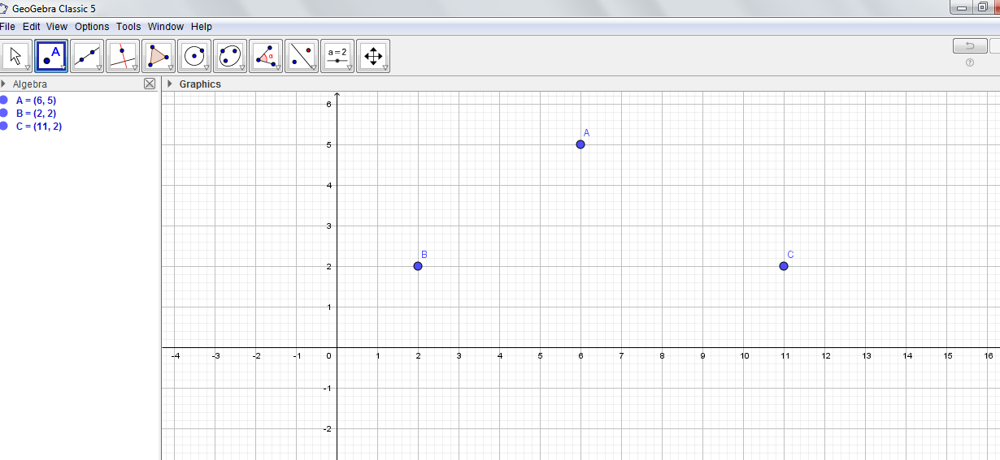 GeoGebra Classic 5
File Edit View Options Tools Window Help
A α a=2
Algebra
Graphics
A = (6, 5)
B = (2, 2)
C = (11, 2)
6
A
5
4
3
B
C
2
1
-4 -3 -2 -1 0 1 2 3 4 5 6 7 8 9 10 11 12 13 14 15 16
-1
-2